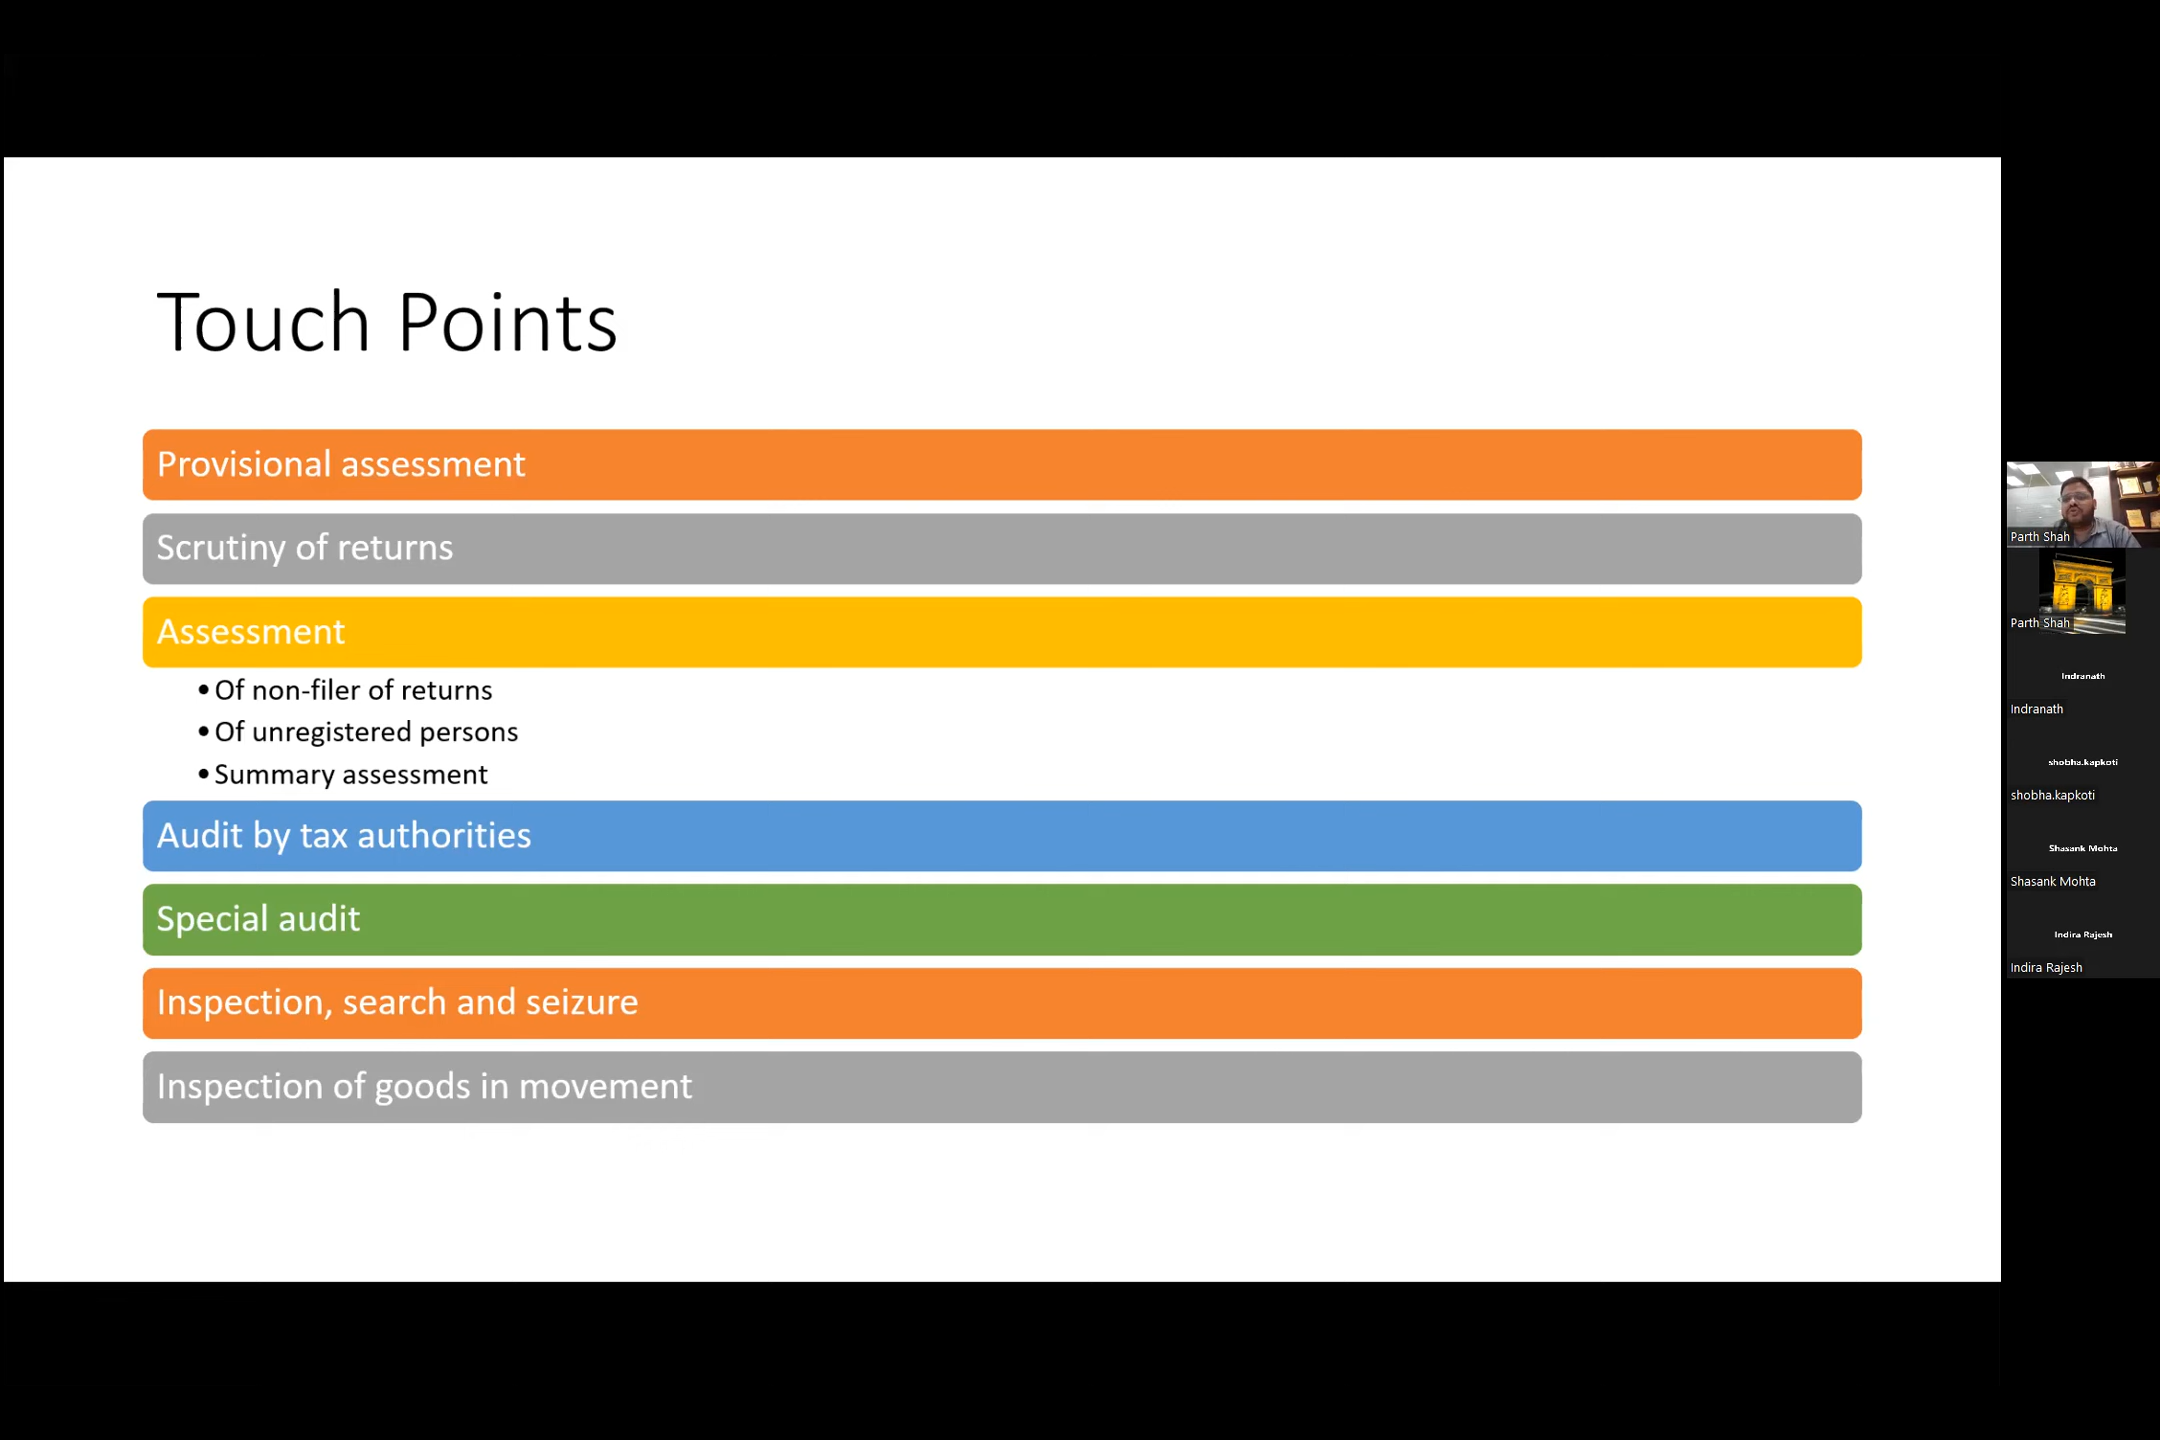 Touch Points
Provisional assessment
Scrutiny of returns
Assessment
• Of non-filer of returns
• Of unregistered persons
• Summary assessment
Audit by tax authorities
Special audit
Inspection, search and seizure
Inspection of goods in movement
Parth Shah
Parth Shah
Indranath
Indranath
shobha.kapkoti
shobha.kapkoti
Shasank Mohta
Shasank Mohta
Indira Rajesh
Indira Rajesh